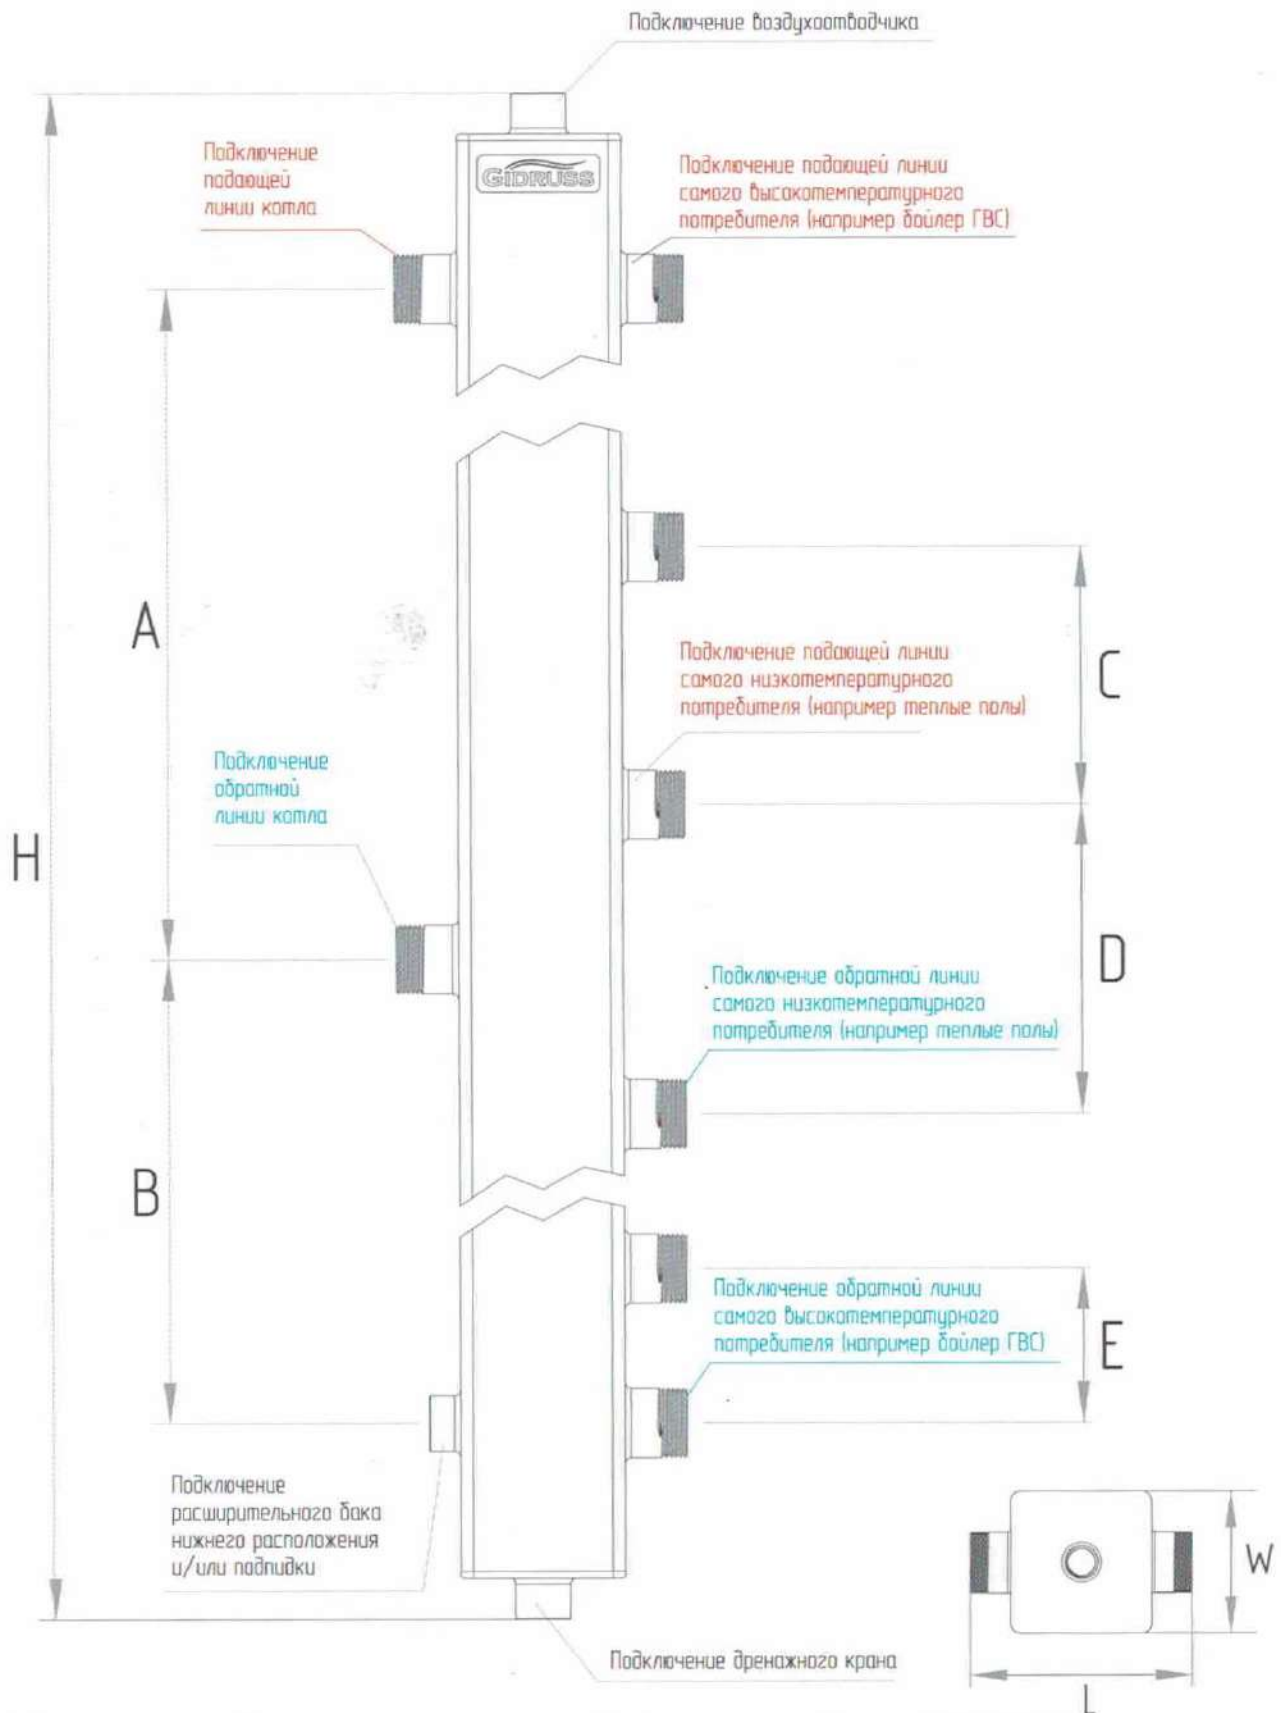 Подключение воздухоотводчика
Подключение
подающей
линии котла
GIDRUSS
Подключение подающей линии
самого высокотемпературного
потребителя (например бойлер ГВС)
A
H
C
Подключение подающей линии
самого низкотемпературного
потребителя (например теплые полы)
Подключение
обратной
линии котла
D
Подключение обратной линии
самого низкотемпературного
потребителя (например теплые полы)
B
Подключение обратной линии
самого высокотемпературного
потребителя (например бойлер ГВС)
E
Подключение
расширительного бака
нижнего расположения
и/или подпидки
W
L
Подключение дренажного крана